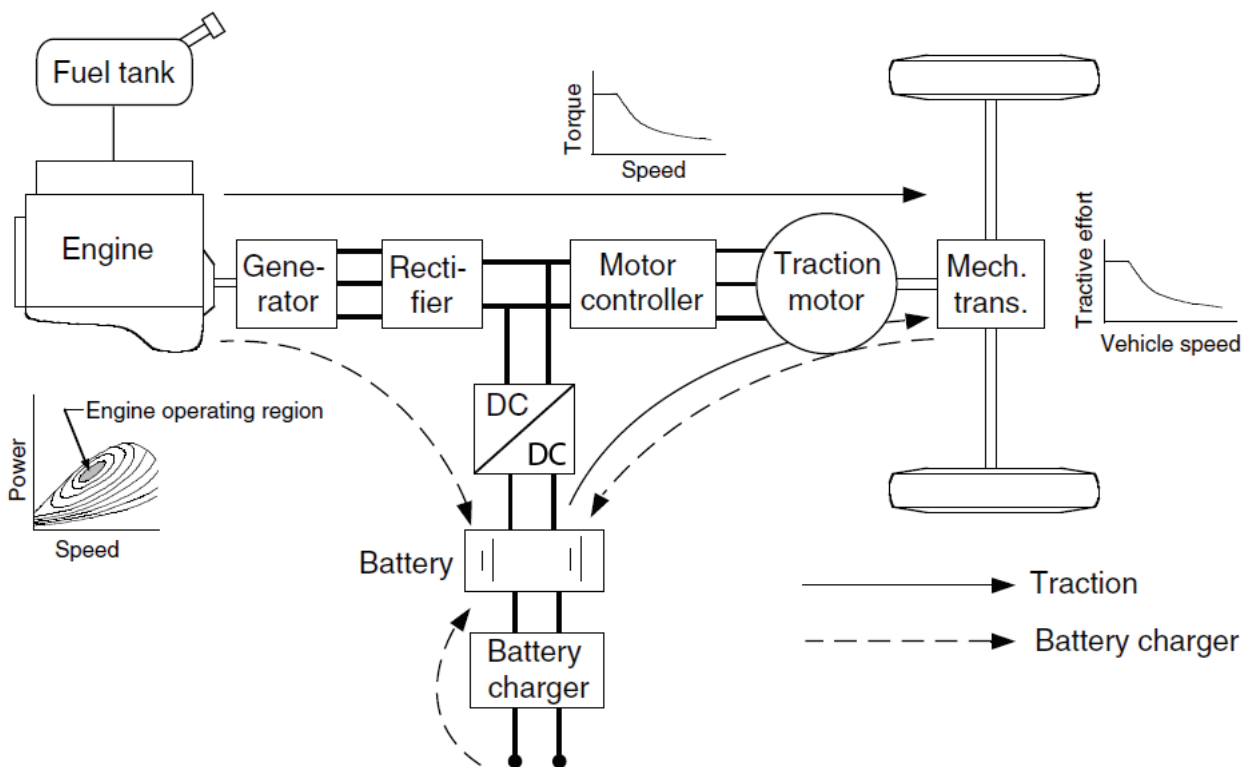 Fuel tank
Torque
Speed
Engine
Gene-
rator
Recti-
fier
Motor
controller
Traction
motor
Mech.
trans.
Tractive effort
Vehicle speed
Engine operating region
Power
Speed
DC
DC
Battery
Traction
Battery charger
Battery
charger